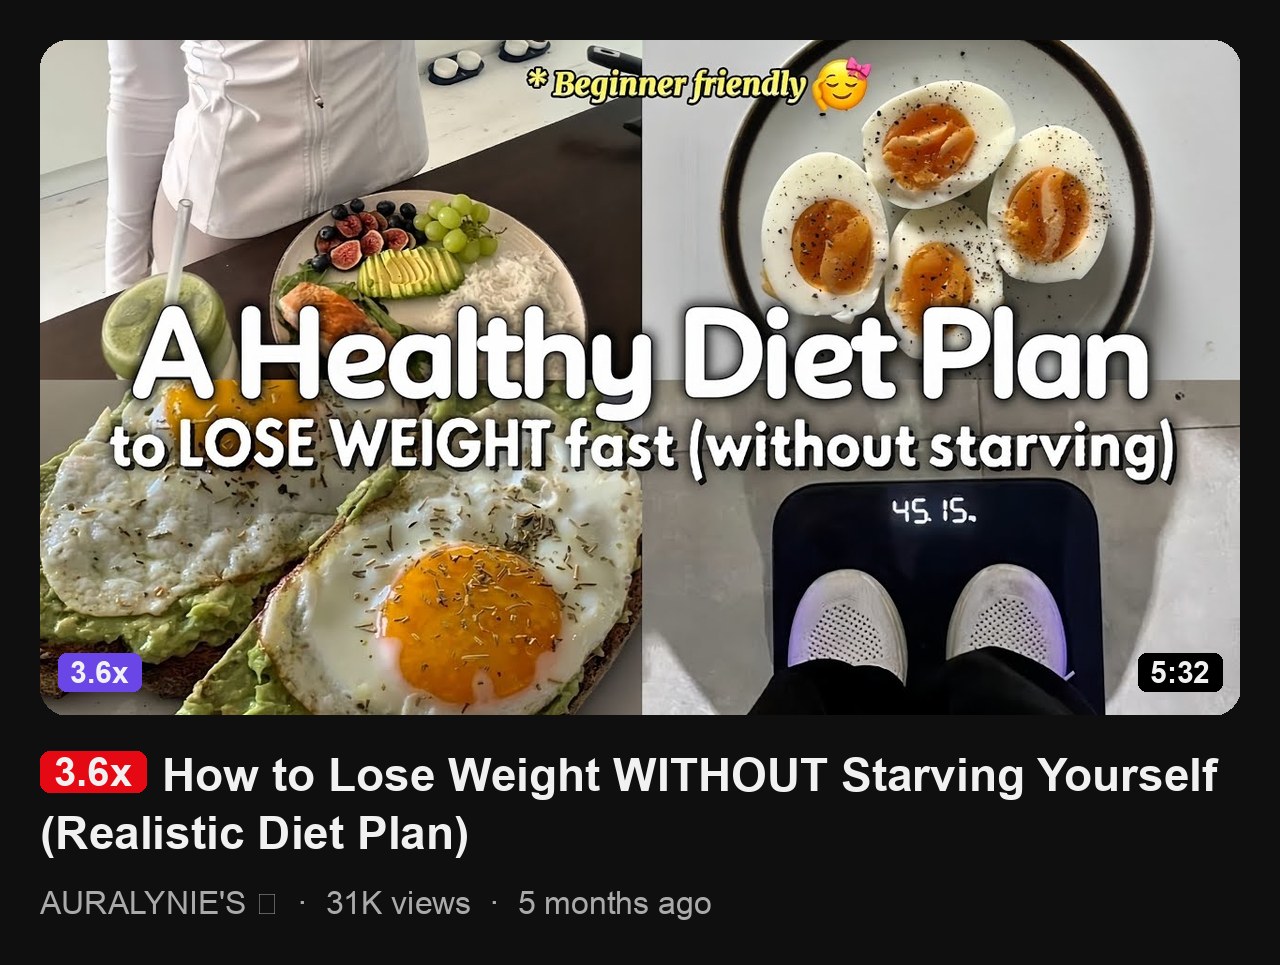 * Beginner friendly
A Healthy Diet Plan
to LOSE WEIGHT fast (without starving)
45.15
3.6x
5:32
3.6x How to Lose Weight WITHOUT Starving Yourself
(Realistic Diet Plan)
AURALYNIE'S · 31K views · 5 months ago